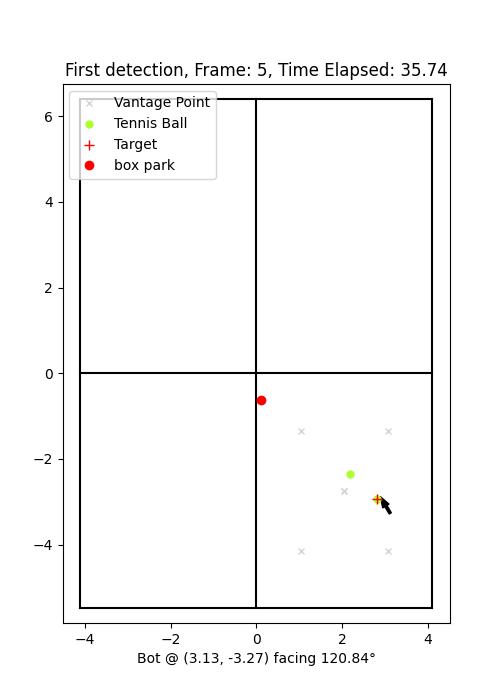 First detection, Frame: 5, Time Elapsed: 35.74
Vantage Point
Tennis Ball
Target
box park
6
4
2
0
−2
−4
−4 −2 0 2 4
Bot @ (3.13, -3.27) facing 120.84°